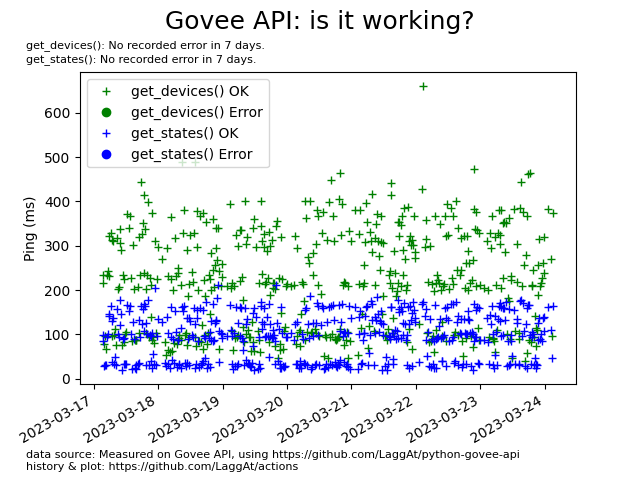 Govee API: is it working?
get_devices(): No recorded error in 7 days.
get_states(): No recorded error in 7 days.
get_devices() OK
get_devices() Error
get_states() OK
get_states() Error
Ping (ms)
600
500
400
300
200
100
0
2023-03-17
2023-03-18
2023-03-19
2023-03-20
2023-03-21
2023-03-22
2023-03-23
2023-03-24
data source: Measured on Govee API, using https://github.com/LaggAt/python-govee-api
history & plot: https://github.com/LaggAt/actions